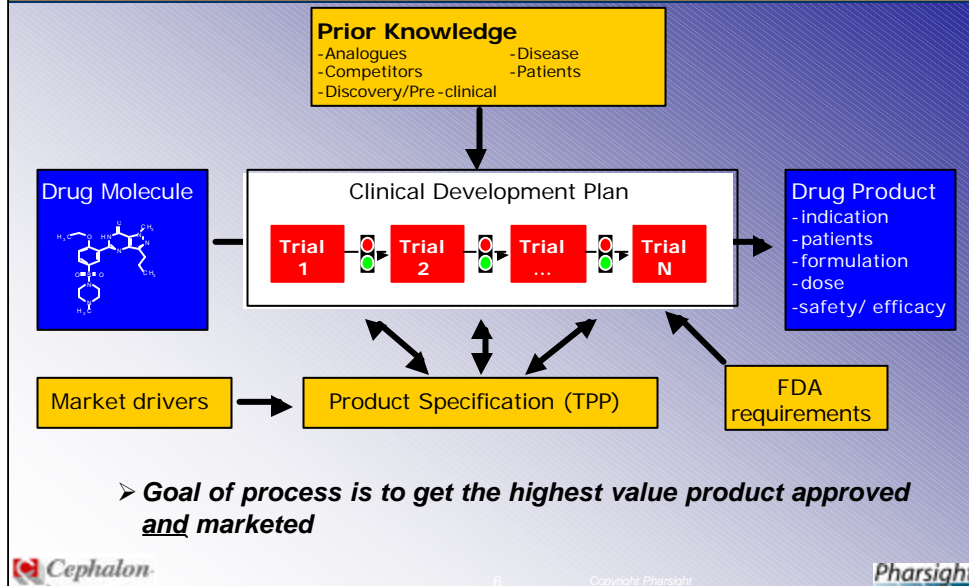 Prior Knowledge
-Analogues -Disease
-Competitors -Patients
-Discovery/Pre-clinical
Drug Molecule
Clinical Development Plan
Drug Product
-indication
-patients
-formulation
-dose
-safety/ efficacy
Trial 1
Trial 2
Trial ...
Trial N
Market drivers
Product Specification (TPP)
FDA
requirements
➢ Goal of process is to get the highest value product approved
and marketed
Cephalon
6
Copyright Pharsight
Pharsight